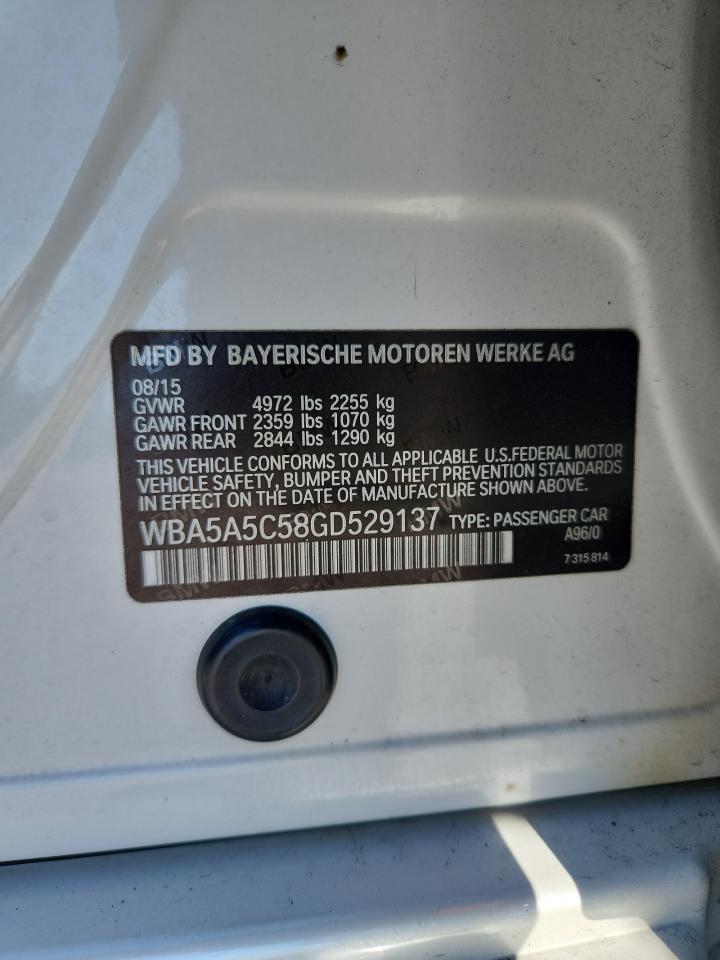 MFD BY BAYERISCHE MOTOREN WERKE AG
08/15
GVWR 4972 lbs 2255 kg
GAWR FRONT 2359 lbs 1070 kg
GAWR REAR 2844 lbs 1290 kg
THIS VEHICLE CONFORMS TO ALL APPLICABLE U.S.FEDERAL MOTOR
VEHICLE SAFETY, BUMPER AND THEFT PREVENTION STANDARDS
IN EFFECT ON THE DATE OF MANUFACTURE SHOWN ABOVE.
WBA5A5C58GD529137 TYPE: PASSENGER CAR
A96/0
7 315 814
BMW